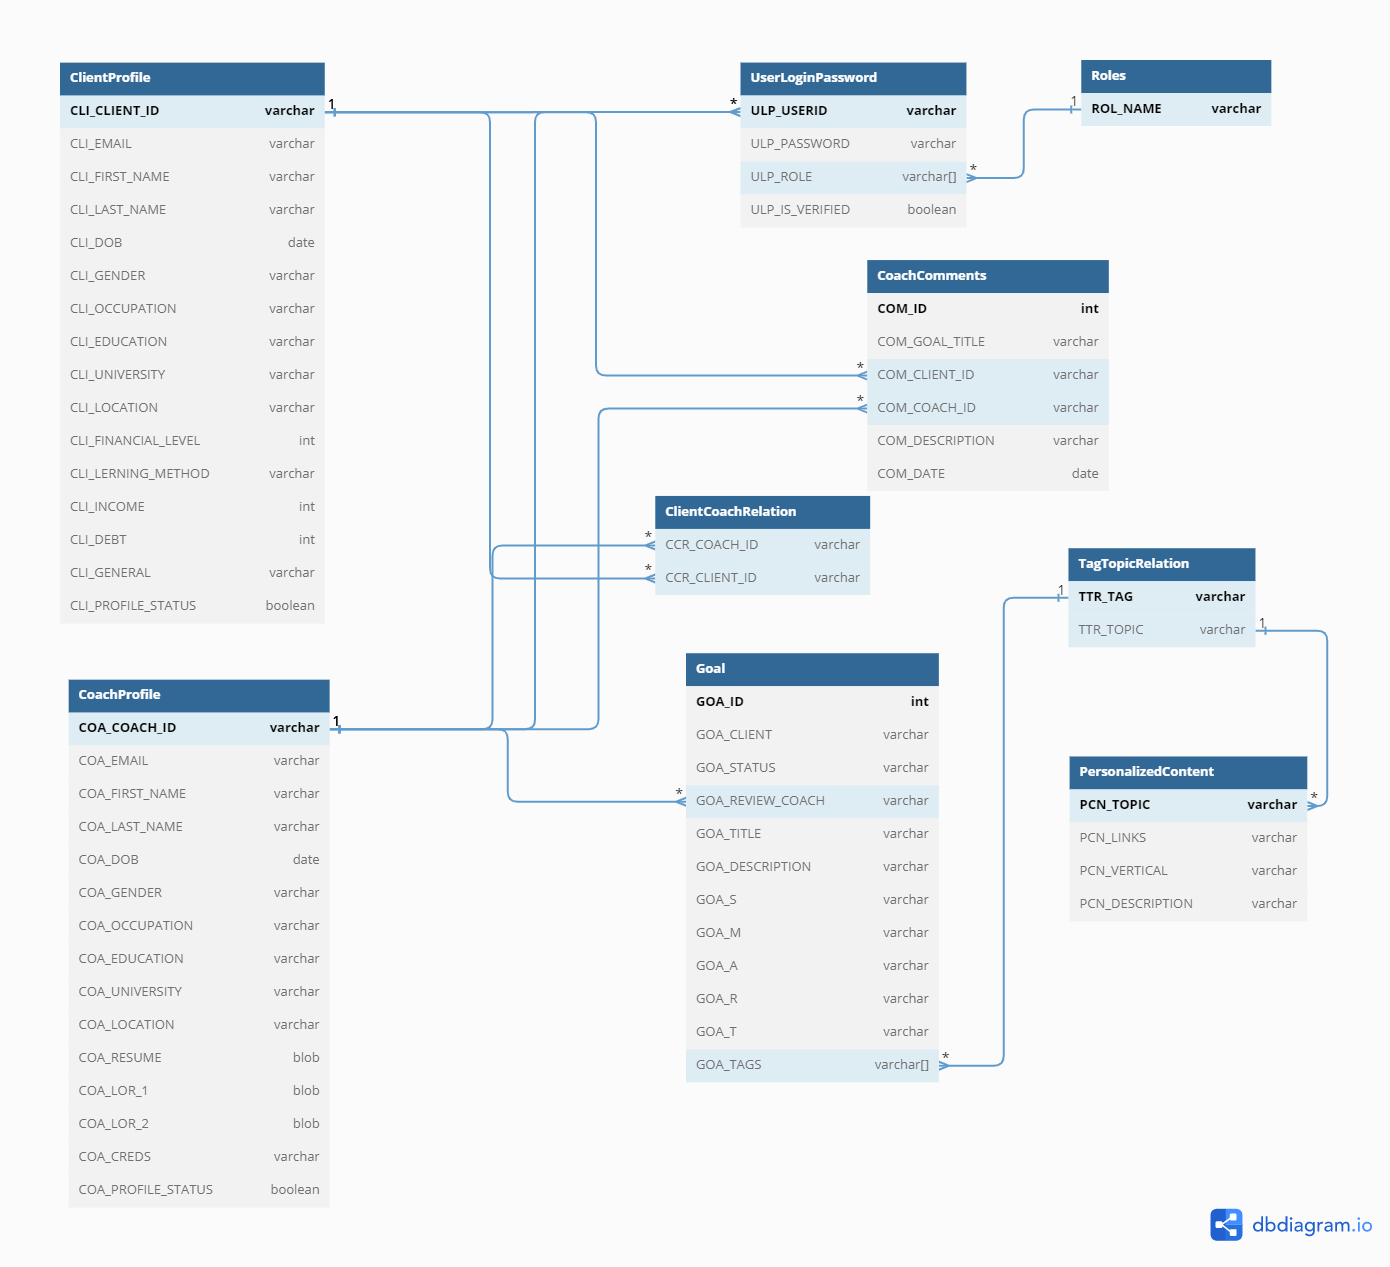 ClientProfile
CLI_CLIENT_ID varchar
CLI_EMAIL varchar
CLI_FIRST_NAME varchar
CLI_LAST_NAME varchar
CLI_DOB date
CLI_GENDER varchar
CLI_OCCUPATION varchar
CLI_EDUCATION varchar
CLI_UNIVERSITY varchar
CLI_LOCATION varchar
CLI_FINANCIAL_LEVEL int
CLI_LERNING_METHOD varchar
CLI_INCOME int
CLI_DEBT int
CLI_GENERAL varchar
CLI_PROFILE_STATUS boolean
1
*
UserLoginPassword
ULP_USERID varchar
ULP_PASSWORD varchar
ULP_ROLE varchar[]
ULP_IS_VERIFIED boolean
*
1
Roles
ROL_NAME varchar
CoachComments
COM_ID int
COM_GOAL_TITLE varchar
* COM_CLIENT_ID varchar
* COM_COACH_ID varchar
COM_DESCRIPTION varchar
COM_DATE date
ClientCoachRelation
* CCR_COACH_ID varchar
* CCR_CLIENT_ID varchar
TagTopicRelation
1 TTR_TAG varchar
TTR_TOPIC varchar 1
CoachProfile
COA_COACH_ID varchar 1
COA_EMAIL varchar
COA_FIRST_NAME varchar
COA_LAST_NAME varchar
COA_DOB date
COA_GENDER varchar
COA_OCCUPATION varchar
COA_EDUCATION varchar
COA_UNIVERSITY varchar
COA_LOCATION varchar
COA_RESUME blob
COA_LOR_1 blob
COA_LOR_2 blob
COA_CREDS varchar
COA_PROFILE_STATUS boolean
Goal
GOA_ID int
GOA_CLIENT varchar
GOA_STATUS varchar
* GOA_REVIEW_COACH varchar
GOA_TITLE varchar
GOA_DESCRIPTION varchar
GOA_S varchar
GOA_M varchar
GOA_A varchar
GOA_R varchar
GOA_T varchar
GOA_TAGS varchar[] *
PersonalizedContent
PCN_TOPIC varchar *
PCN_LINKS varchar
PCN_VERTICAL varchar
PCN_DESCRIPTION varchar
dbdiagram.io